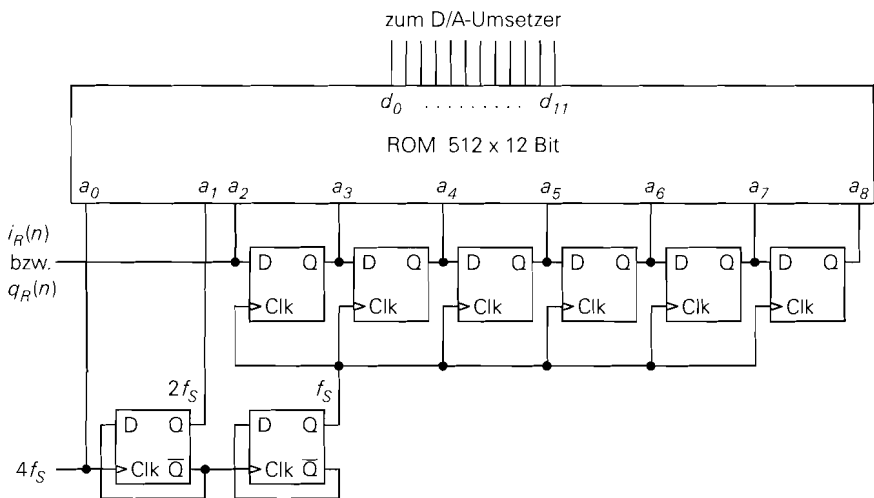 zum D/A-Umsetzer
d0 . . . . . . . . . d11
ROM 512 x 12 Bit
a0 a1 a2 a3 a4 a5 a6 a7 a8
iR(n)
bzw.
qR(n)
D Q D Q D Q D Q D Q D Q
Clk Clk Clk Clk Clk Clk
2fS fS
D Q D Q
4fS Clk Q̅ Clk Q̅